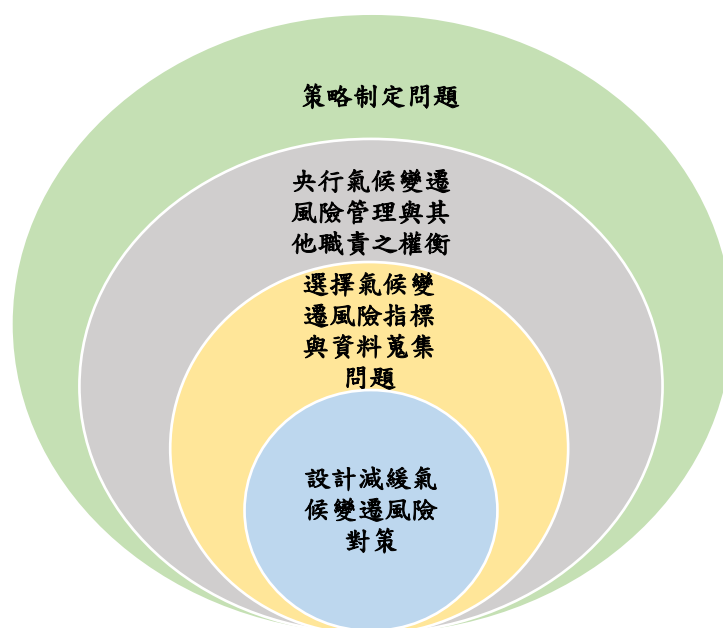 策略制定問題
央行氣候變遷
風險管理與其
他職責之權衡
選擇氣候變
遷風險指標
與資料蒐集
問題
設計減緩氣
候變遷風險
對策